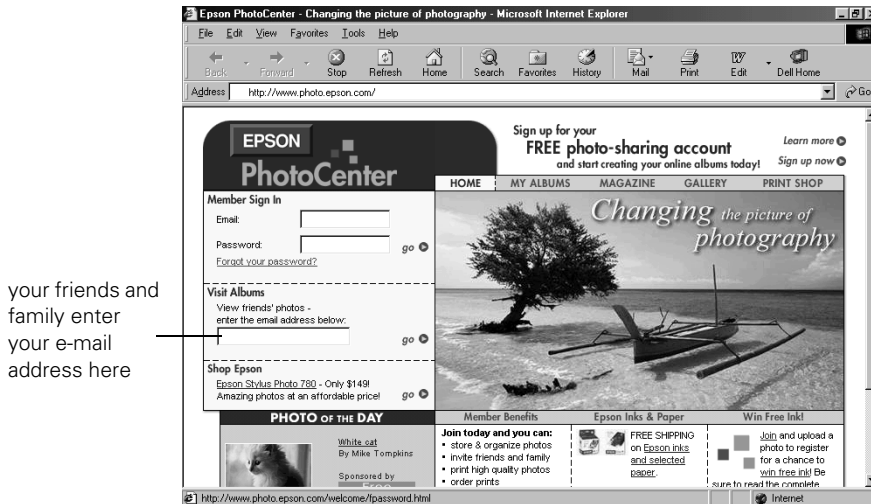 Epson PhotoCenter - Changing the picture of photography - Microsoft Internet Explorer
File Edit View Favorites Tools Help
Back Forward Stop Refresh Home Search Favorites History Mail Print Edit Dell Home
Address http://www.photo.epson.com/ Go
EPSON
PhotoCenter
Sign up for your
FREE photo-sharing account
and start creating your online albums today!
Learn more
Sign up now
HOME MY ALBUMS MAGAZINE GALLERY PRINT SHOP
Member Sign In
Email:
Password:
go
Forgot your password?
Changing the picture of
photography
your friends and
family enter
your e-mail
address here
Visit Albums
View friends' photos -
enter the email address below:
go
Shop Epson
Epson Stylus Photo 780 - Only $149!
Amazing photos at an affordable price! go
PHOTO OF THE DAY
White cat
By Mike Tompkins
Sponsored by
Member Benefits
Join today and you can:
▪ store & organize photos
▪ invite friends and family
▪ print high quality photos
▪ order prints
Epson Inks & Paper
FREE SHIPPING
on Epson inks
and selected
paper.
Win Free Ink!
Join and upload a
photo to register
for a chance to
win free ink! Be
sure to read the complete
http://www.photo.epson.com/welcome/fpassword.html
Internet